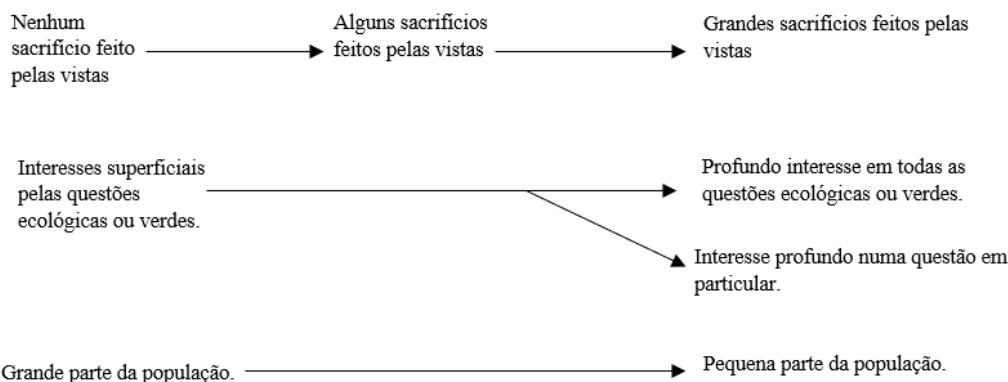 Nenhum
sacrifício feito
pelas vistas
Alguns sacrifícios
feitos pelas vistas
Grandes sacrifícios feitos pelas
vistas
Interesses superficiais
pelas questões
ecológicas ou verdes.
Profundo interesse em todas as
questões ecológicas ou verdes.
Interesse profundo numa questão em
particular.
Grande parte da população.
Pequena parte da população.